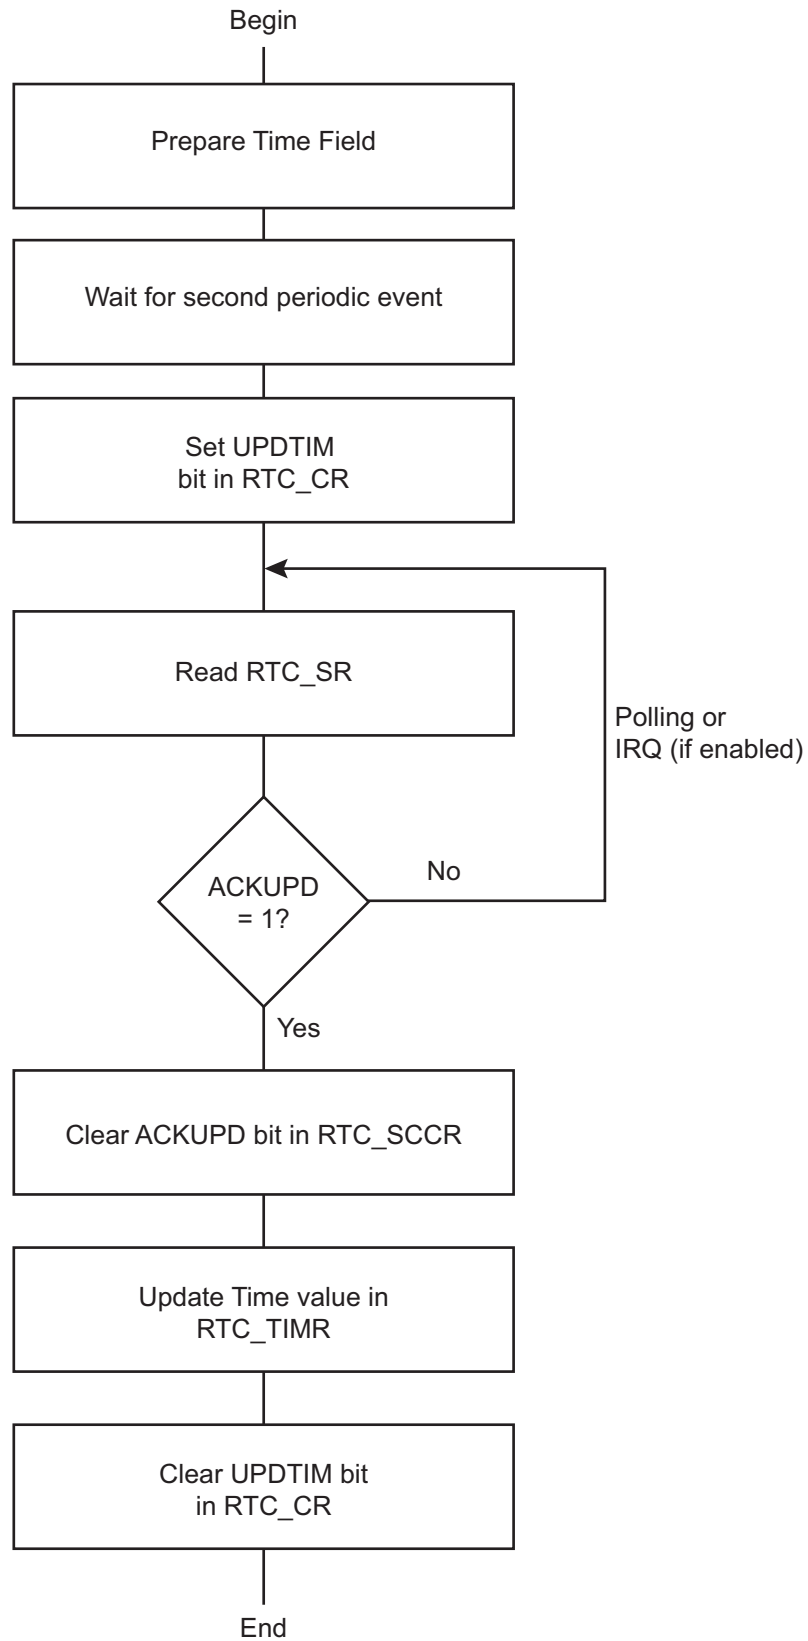 Begin
Prepare Time Field
Wait for second periodic event
Set UPDTIM
bit in RTC_CR
Read RTC_SR
Polling or
IRQ (if enabled)
ACKUPD
= 1?
No
Yes
Clear ACKUPD bit in RTC_SCCR
Update Time value in
RTC_TIMR
Clear UPDTIM bit
in RTC_CR
End